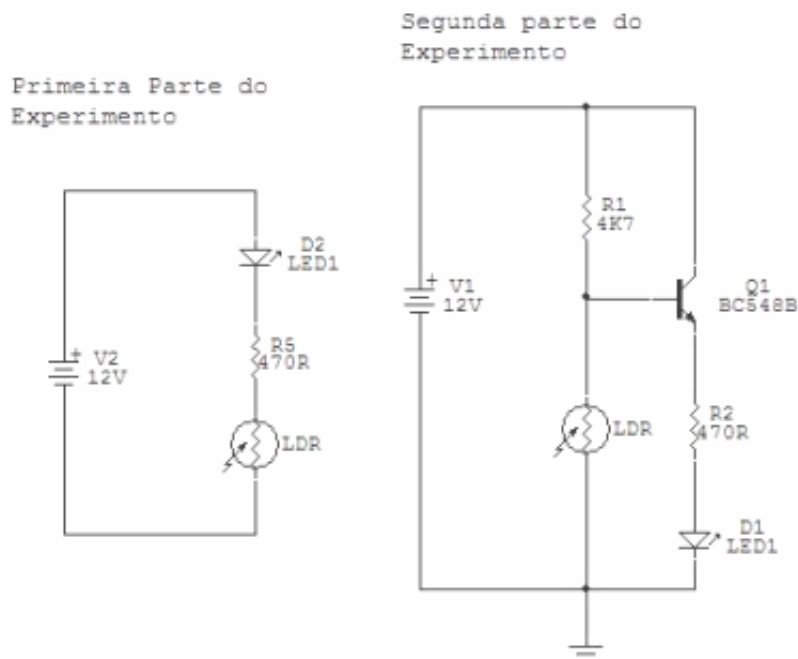 Primeira Parte do
Experimento
D2
LED1
R5
470R
V2
12V
LDR
Segunda parte do
Experimento
R1
4K7
V1
12V
Q1
BC548B
LDR
R2
470R
D1
LED1